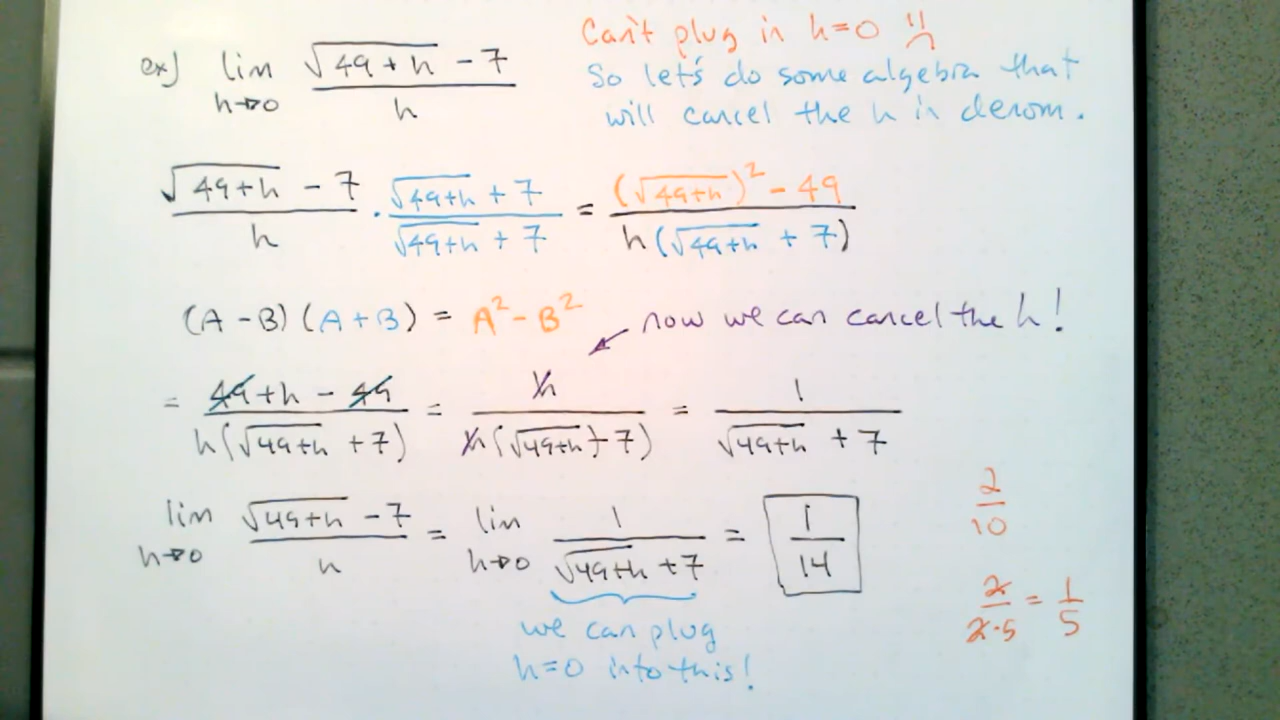 ex) lim h→0 (√(49+h) - 7)/h
Can't plug in h=0 :(
So let's do some algebra that
will cancel the h in denom.
(√(49+h) - 7)/h · (√(49+h) + 7)/(√(49+h) + 7) = ((√(49+h))² - 49)/(h(√(49+h) + 7))
(A - B)(A + B) = A² - B²
now we can cancel the h!
= (49+h - 49)/(h(√(49+h) + 7)) = h/(h(√(49+h) + 7)) = 1/(√(49+h) + 7)
lim h→0 (√(49+h) - 7)/h = lim h→0 1/(√(49+h) + 7) = 1/14
we can plug
h=0 into this!
2/10
2/(2·5) = 1/5